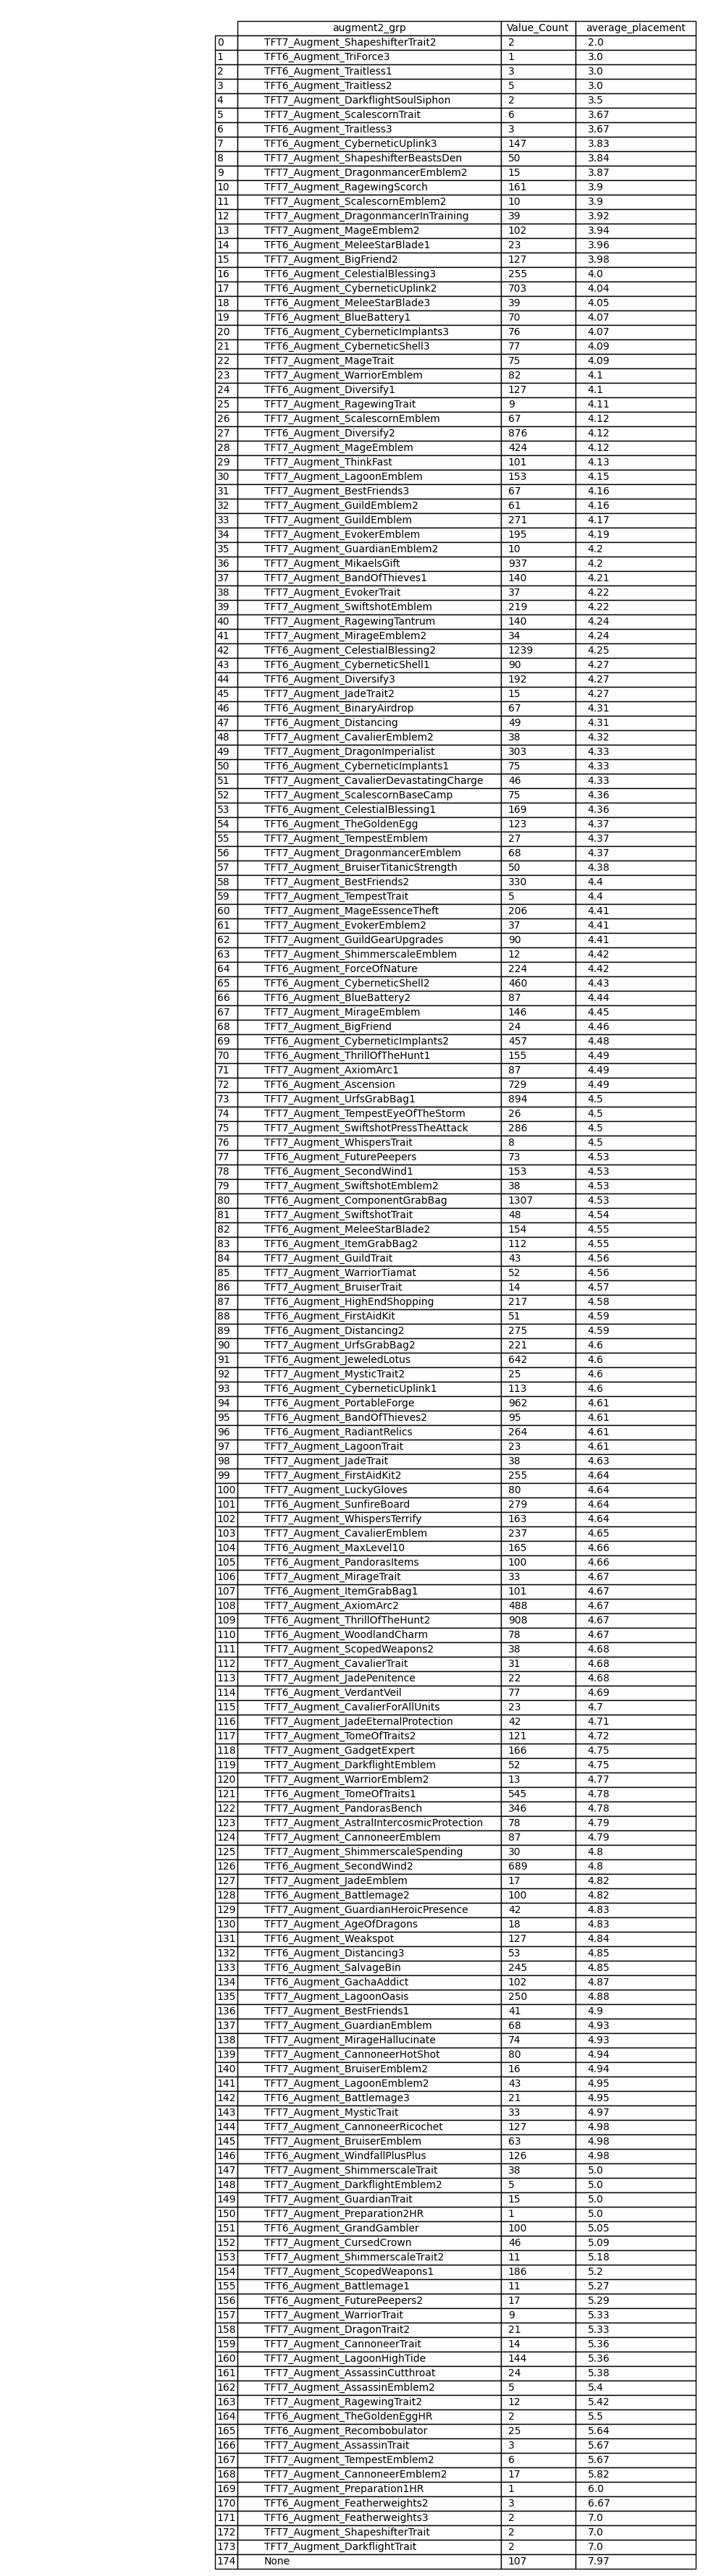 augment2_grp Value_Count average_placement
0 TFT7_Augment_ShapeshifterTrait2 2 2.0
1 TFT6_Augment_TriForce3 1 3.0
2 TFT6_Augment_Traitless1 3 3.0
3 TFT6_Augment_Traitless2 5 3.0
4 TFT7_Augment_DarkflightSoulSiphon 2 3.5
5 TFT7_Augment_ScalescornTrait 6 3.67
6 TFT6_Augment_Traitless3 3 3.67
7 TFT6_Augment_CyberneticUplink3 147 3.83
8 TFT7_Augment_ShapeshifterBeastsDen 50 3.84
9 TFT7_Augment_DragonmancerEmblem2 15 3.87
10 TFT7_Augment_RagewingScorch 161 3.9
11 TFT7_Augment_ScalescornEmblem2 10 3.9
12 TFT7_Augment_DragonmancerInTraining 39 3.92
13 TFT7_Augment_MageEmblem2 102 3.94
14 TFT6_Augment_MeleeStarBlade1 23 3.96
15 TFT7_Augment_BigFriend2 127 3.98
16 TFT6_Augment_CelestialBlessing3 255 4.0
17 TFT6_Augment_CyberneticUplink2 703 4.04
18 TFT6_Augment_MeleeStarBlade3 39 4.05
19 TFT6_Augment_BlueBattery1 70 4.07
20 TFT6_Augment_CyberneticImplants3 76 4.07
21 TFT6_Augment_CyberneticShell3 77 4.09
22 TFT7_Augment_MageTrait 75 4.09
23 TFT7_Augment_WarriorEmblem 82 4.1
24 TFT6_Augment_Diversify1 127 4.1
25 TFT7_Augment_RagewingTrait 9 4.11
26 TFT7_Augment_ScalescornEmblem 67 4.12
27 TFT6_Augment_Diversify2 876 4.12
28 TFT7_Augment_MageEmblem 424 4.12
29 TFT7_Augment_ThinkFast 101 4.13
30 TFT7_Augment_LagoonEmblem 153 4.15
31 TFT7_Augment_BestFriends3 67 4.16
32 TFT7_Augment_GuildEmblem2 61 4.16
33 TFT7_Augment_GuildEmblem 271 4.17
34 TFT7_Augment_EvokerEmblem 195 4.19
35 TFT7_Augment_GuardianEmblem2 10 4.2
36 TFT7_Augment_MikaelsGift 937 4.2
37 TFT7_Augment_BandOfThieves1 140 4.21
38 TFT7_Augment_EvokerTrait 37 4.22
39 TFT7_Augment_SwiftshotEmblem 219 4.22
40 TFT7_Augment_RagewingTantrum 140 4.24
41 TFT7_Augment_MirageEmblem2 34 4.24
42 TFT6_Augment_CelestialBlessing2 1239 4.25
43 TFT6_Augment_CyberneticShell1 90 4.27
44 TFT6_Augment_Diversify3 192 4.27
45 TFT7_Augment_JadeTrait2 15 4.27
46 TFT6_Augment_BinaryAirdrop 67 4.31
47 TFT6_Augment_Distancing 49 4.31
48 TFT7_Augment_CavalierEmblem2 38 4.32
49 TFT7_Augment_DragonImperialist 303 4.33
50 TFT6_Augment_CyberneticImplants1 75 4.33
51 TFT7_Augment_CavalierDevastatingCharge 46 4.33
52 TFT7_Augment_ScalescornBaseCamp 75 4.36
53 TFT6_Augment_CelestialBlessing1 169 4.36
54 TFT6_Augment_TheGoldenEgg 123 4.37
55 TFT7_Augment_TempestEmblem 27 4.37
56 TFT7_Augment_DragonmancerEmblem 68 4.37
57 TFT7_Augment_BruiserTitanicStrength 50 4.38
58 TFT7_Augment_BestFriends2 330 4.4
59 TFT7_Augment_TempestTrait 5 4.4
60 TFT7_Augment_MageEssenceTheft 206 4.41
61 TFT7_Augment_EvokerEmblem2 37 4.41
62 TFT7_Augment_GuildGearUpgrades 90 4.41
63 TFT7_Augment_ShimmerscaleEmblem 12 4.42
64 TFT6_Augment_ForceOfNature 224 4.42
65 TFT6_Augment_CyberneticShell2 460 4.43
66 TFT6_Augment_BlueBattery2 87 4.44
67 TFT7_Augment_MirageEmblem 146 4.45
68 TFT7_Augment_BigFriend 24 4.46
69 TFT6_Augment_CyberneticImplants2 457 4.48
70 TFT6_Augment_ThrillOfTheHunt1 155 4.49
71 TFT7_Augment_AxiomArc1 87 4.49
72 TFT6_Augment_Ascension 729 4.49
73 TFT7_Augment_UrfsGrabBag1 894 4.5
74 TFT7_Augment_TempestEyeOfTheStorm 26 4.5
75 TFT7_Augment_SwiftshotPressTheAttack 286 4.5
76 TFT7_Augment_WhispersTrait 8 4.5
77 TFT6_Augment_FuturePeepers 73 4.53
78 TFT6_Augment_SecondWind1 153 4.53
79 TFT7_Augment_SwiftshotEmblem2 38 4.53
80 TFT6_Augment_ComponentGrabBag 1307 4.53
81 TFT7_Augment_SwiftshotTrait 48 4.54
82 TFT6_Augment_MeleeStarBlade2 154 4.55
83 TFT6_Augment_ItemGrabBag2 112 4.55
84 TFT7_Augment_GuildTrait 43 4.56
85 TFT7_Augment_WarriorTiamat 52 4.56
86 TFT7_Augment_BruiserTrait 14 4.57
87 TFT6_Augment_HighEndShopping 217 4.58
88 TFT6_Augment_FirstAidKit 51 4.59
89 TFT6_Augment_Distancing2 275 4.59
90 TFT7_Augment_UrfsGrabBag2 221 4.6
91 TFT6_Augment_JeweledLotus 642 4.6
92 TFT7_Augment_MysticTrait2 25 4.6
93 TFT6_Augment_CyberneticUplink1 113 4.6
94 TFT6_Augment_PortableForge 962 4.61
95 TFT7_Augment_BandOfThieves2 95 4.61
96 TFT6_Augment_RadiantRelics 264 4.61
97 TFT7_Augment_LagoonTrait 23 4.61
98 TFT7_Augment_JadeTrait 38 4.63
99 TFT7_Augment_FirstAidKit2 255 4.64
100 TFT7_Augment_LuckyGloves 80 4.64
101 TFT6_Augment_SunfireBoard 279 4.64
102 TFT7_Augment_WhispersTerrify 163 4.64
103 TFT7_Augment_CavalierEmblem 237 4.65
104 TFT6_Augment_MaxLevel10 165 4.66
105 TFT6_Augment_PandorasItems 100 4.66
106 TFT7_Augment_MirageTrait 33 4.67
107 TFT6_Augment_ItemGrabBag1 101 4.67
108 TFT7_Augment_AxiomArc2 488 4.67
109 TFT6_Augment_ThrillOfTheHunt2 908 4.67
110 TFT6_Augment_WoodlandCharm 78 4.67
111 TFT7_Augment_ScopedWeapons2 38 4.68
112 TFT7_Augment_CavalierTrait 31 4.68
113 TFT7_Augment_JadePenitence 22 4.68
114 TFT6_Augment_VerdantVeil 77 4.69
115 TFT7_Augment_CavalierForAllUnits 23 4.7
116 TFT7_Augment_JadeEternalProtection 42 4.71
117 TFT7_Augment_TomeOfTraits2 121 4.72
118 TFT7_Augment_GadgetExpert 166 4.75
119 TFT7_Augment_DarkflightEmblem 52 4.75
120 TFT7_Augment_WarriorEmblem2 13 4.77
121 TFT6_Augment_TomeOfTraits1 545 4.78
122 TFT7_Augment_PandorasBench 346 4.78
123 TFT7_Augment_AstralIntercosmicProtection 78 4.79
124 TFT7_Augment_CannoneerEmblem 87 4.79
125 TFT7_Augment_ShimmerscaleSpending 30 4.8
126 TFT6_Augment_SecondWind2 689 4.8
127 TFT7_Augment_JadeEmblem 17 4.82
128 TFT6_Augment_Battlemage2 100 4.82
129 TFT7_Augment_GuardianHeroicPresence 42 4.83
130 TFT7_Augment_AgeOfDragons 18 4.83
131 TFT6_Augment_Weakspot 127 4.84
132 TFT6_Augment_Distancing3 53 4.85
133 TFT6_Augment_SalvageBin 245 4.85
134 TFT7_Augment_GachaAddict 102 4.87
135 TFT7_Augment_LagoonOasis 250 4.88
136 TFT7_Augment_BestFriends1 41 4.9
137 TFT7_Augment_GuardianEmblem 68 4.93
138 TFT7_Augment_MirageHallucinate 74 4.93
139 TFT7_Augment_CannoneerHotShot 80 4.94
140 TFT7_Augment_BruiserEmblem2 16 4.94
141 TFT7_Augment_LagoonEmblem2 43 4.95
142 TFT6_Augment_Battlemage3 21 4.95
143 TFT7_Augment_MysticTrait 33 4.97
144 TFT7_Augment_CannoneerRicochet 127 4.98
145 TFT7_Augment_BruiserEmblem 63 4.98
146 TFT6_Augment_WindfallPlusPlus 126 4.98
147 TFT7_Augment_ShimmerscaleTrait 38 5.0
148 TFT7_Augment_DarkflightEmblem2 5 5.0
149 TFT7_Augment_GuardianTrait 15 5.0
150 TFT7_Augment_Preparation2HR 1 5.0
151 TFT6_Augment_GrandGambler 100 5.05
152 TFT7_Augment_CursedCrown 46 5.09
153 TFT7_Augment_ShimmerscaleTrait2 11 5.18
154 TFT7_Augment_ScopedWeapons1 186 5.2
155 TFT6_Augment_Battlemage1 11 5.27
156 TFT6_Augment_FuturePeepers2 17 5.29
157 TFT7_Augment_WarriorTrait 9 5.33
158 TFT7_Augment_DragonTrait2 21 5.33
159 TFT7_Augment_CannoneerTrait 14 5.36
160 TFT7_Augment_LagoonHighTide 144 5.36
161 TFT7_Augment_AssassinCutthroat 24 5.38
162 TFT7_Augment_AssassinEmblem2 5 5.4
163 TFT7_Augment_RagewingTrait2 12 5.42
164 TFT6_Augment_TheGoldenEggHR 2 5.5
165 TFT6_Augment_Recombobulator 25 5.64
166 TFT7_Augment_AssassinTrait 3 5.67
167 TFT7_Augment_TempestEmblem2 6 5.67
168 TFT7_Augment_CannoneerEmblem2 17 5.82
169 TFT7_Augment_Preparation1HR 1 6.0
170 TFT6_Augment_Featherweights2 3 6.67
171 TFT6_Augment_Featherweights3 2 7.0
172 TFT7_Augment_ShapeshifterTrait 2 7.0
173 TFT7_Augment_DarkflightTrait 2 7.0
174 None 107 7.97